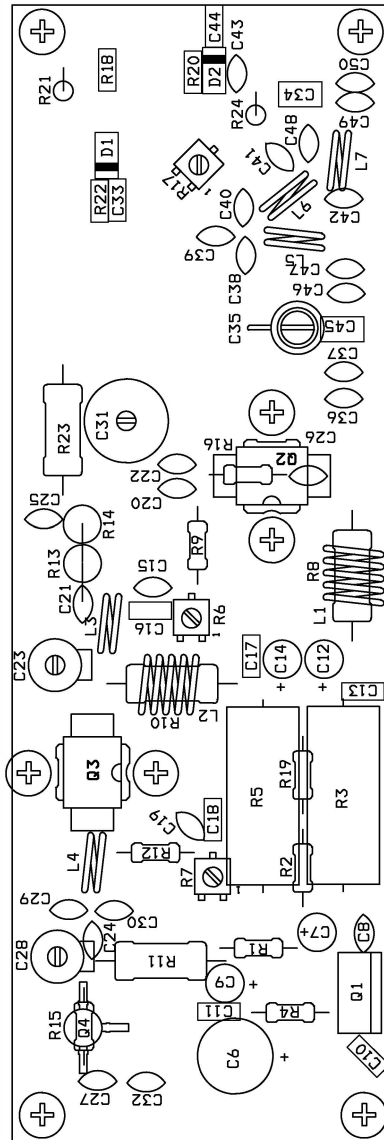 C44
C43
R18
R20
D2
C50
R21
C34
R24
C49
C48
D1
C41
L7
R17
1
R22
C33
C40
L6
C42
C39
L5
C38
C47
C46
C35
C45
C37
C31
R23
C36
C26
R16
Q2
C22
C20
C25
R14
R9
R13
C15
R8
C21
L3
C16
R6
1
L1
C23
C17
C14
C12
+
+
C13
R10
L2
Q3
R5
R19
R3
C19
C18
L4
R12
R7
1
R2
C29
C30
C28
C24
C7+
C8
R11
R1
C9
+
Q1
R15
Q4
C11
R4
C6
+
C10
C27
C32